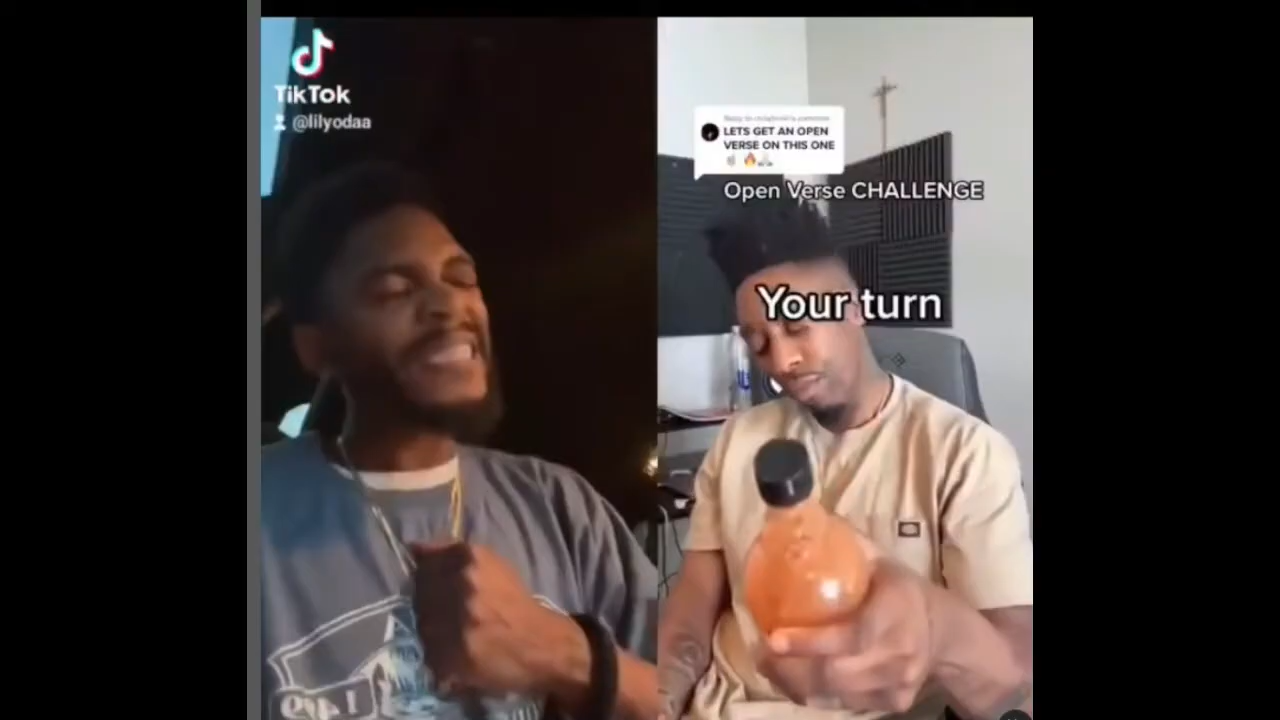 TikTok
@lilyodaa
LETS GET AN OPEN
VERSE ON THIS ONE
Open Verse CHALLENGE
Your turn